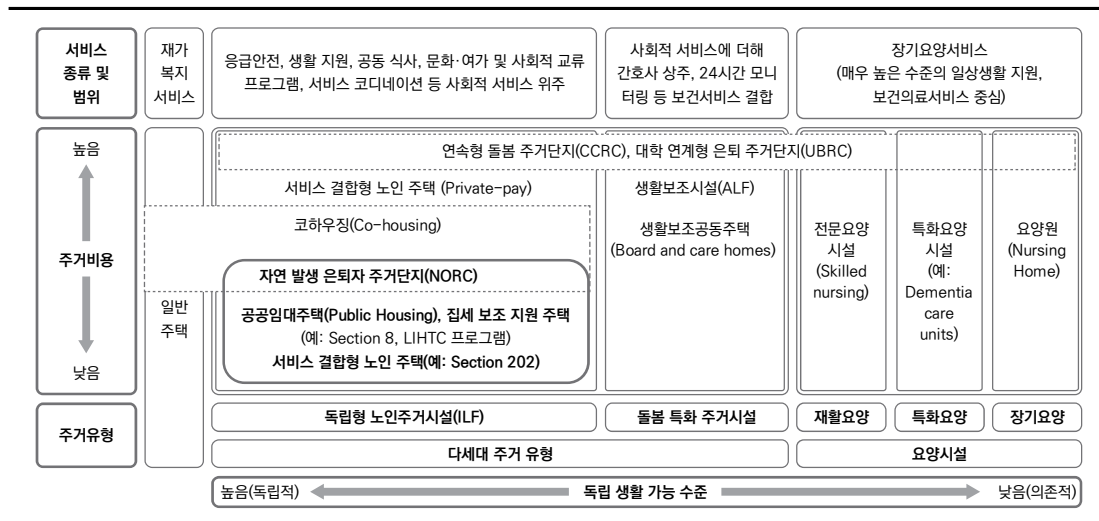 서비스
종류 및
범위
재가
복지
서비스
응급안전, 생활 지원, 공동 식사, 문화·여가 및 사회적 교류
프로그램, 서비스 코디네이션 등 사회적 서비스 위주
사회적 서비스에 더해
간호사 상주, 24시간 모니
터링 등 보건서비스 결합
장기요양서비스
(매우 높은 수준의 일상생활 지원,
보건의료서비스 중심)
높음
주거비용
낮음
일반
주택
연속형 돌봄 주거단지(CCRC), 대학 연계형 은퇴 주거단지(UBRC)
서비스 결합형 노인 주택 (Private-pay)
코하우징(Co-housing)
자연 발생 은퇴자 주거단지(NORC)
공공임대주택(Public Housing), 집세 보조 지원 주택
(예: Section 8, LIHTC 프로그램)
서비스 결합형 노인 주택(예: Section 202)
생활보조시설(ALF)
생활보조공동주택
(Board and care homes)
전문요양
시설
(Skilled
nursing)
특화요양
시설
(예:
Dementia
care
units)
요양원
(Nursing
Home)
주거유형
독립형 노인주거시설(ILF)
돌봄 특화 주거시설
재활요양
특화요양
장기요양
다세대 주거 유형
요양시설
높음(독립적)
독립 생활 가능 수준
낮음(의존적)